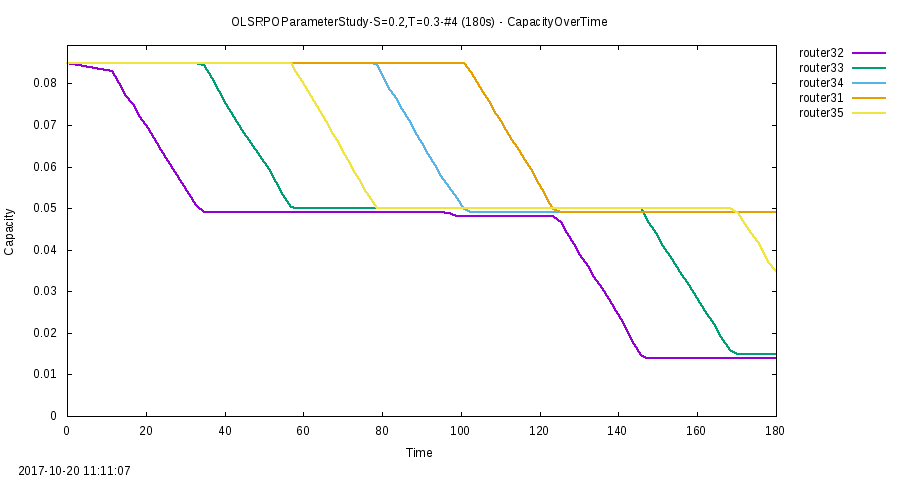 OLSRPOParameterStudy-S=0.2,T=0.3-#4 (180s) - CapacityOverTime
router32
router33
router34
router31
router35
0.08
0.07
0.06
0.05
0.04
0.03
0.02
0.01
0
Capacity
0 20 40 60 80 100 120 140 160 180
Time
2017-10-20 11:11:07